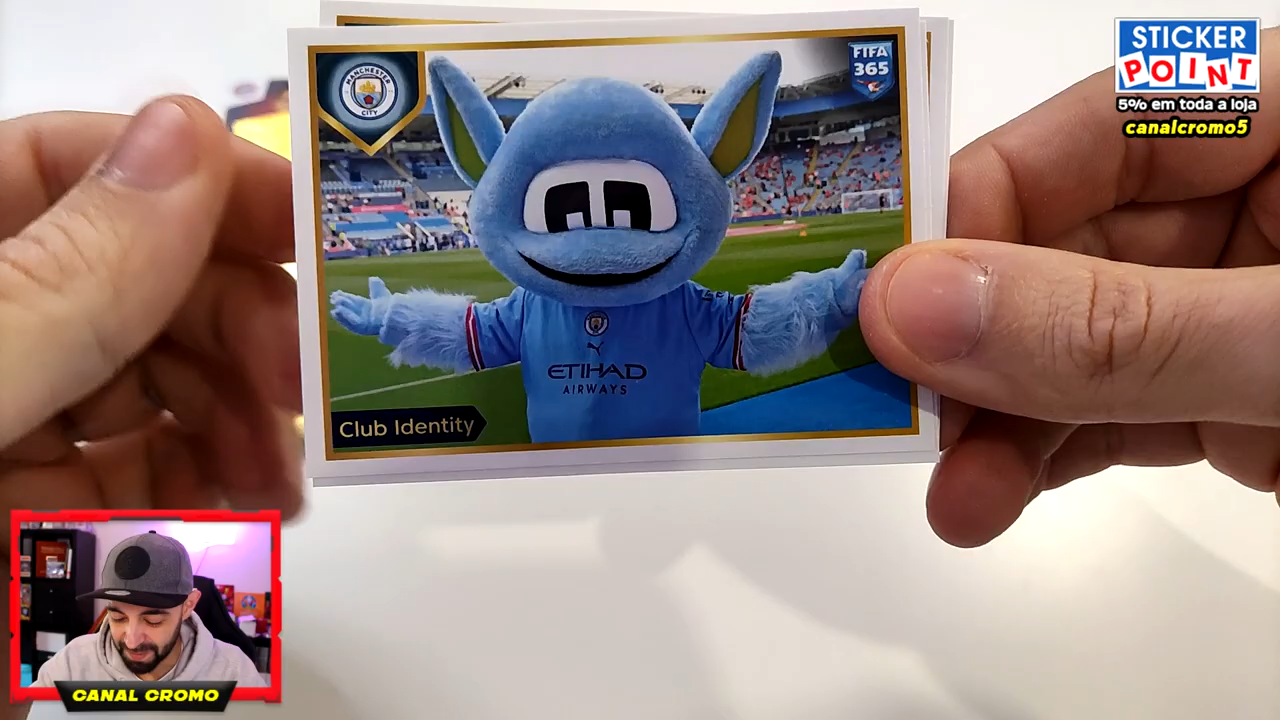 MANCHESTER
CITY
FIFA
365
ETIHAD
AIRWAYS
Club Identity
STICKER
POINT
5% em toda a loja
canalcromo5
CANAL CROMO